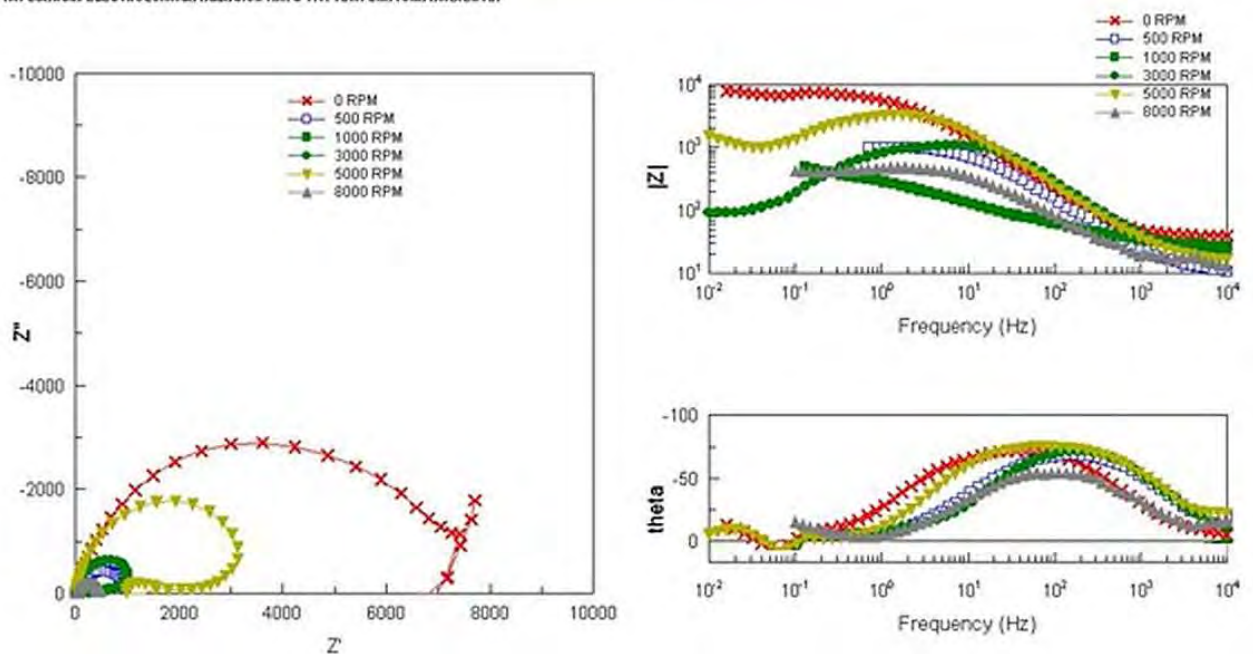 -10000
-8000
-6000
-4000
-2000
0
Z"
0 2000 4000 6000 8000 10000
Z'
0 RPM
500 RPM
1000 RPM
3000 RPM
5000 RPM
8000 RPM
0 RPM
500 RPM
1000 RPM
3000 RPM
5000 RPM
8000 RPM
10⁴
10³
10²
10¹
|Z|
10⁻² 10⁻¹ 10⁰ 10¹ 10² 10³ 10⁴
Frequency (Hz)
-100
-50
0
theta
10⁻² 10⁻¹ 10⁰ 10¹ 10² 10³ 10⁴
Frequency (Hz)